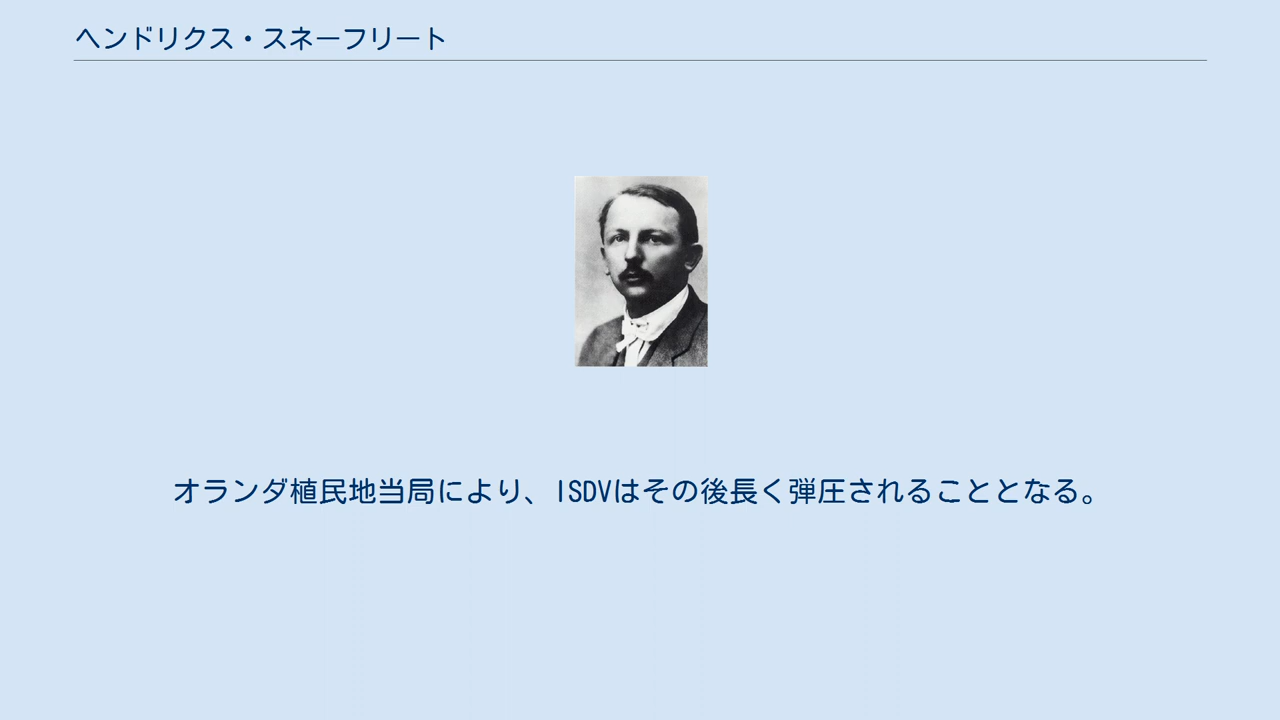 ヘンドリクス・スネーフリート
オランダ植民地当局により、ISDVはその後長く弾圧されることとなる。